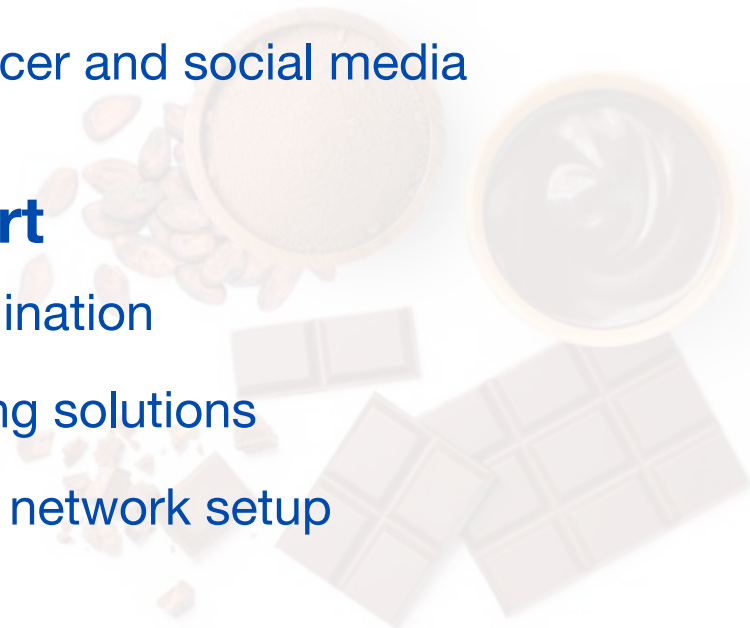 cer and social media
rt
ination
ng solutions
network setup